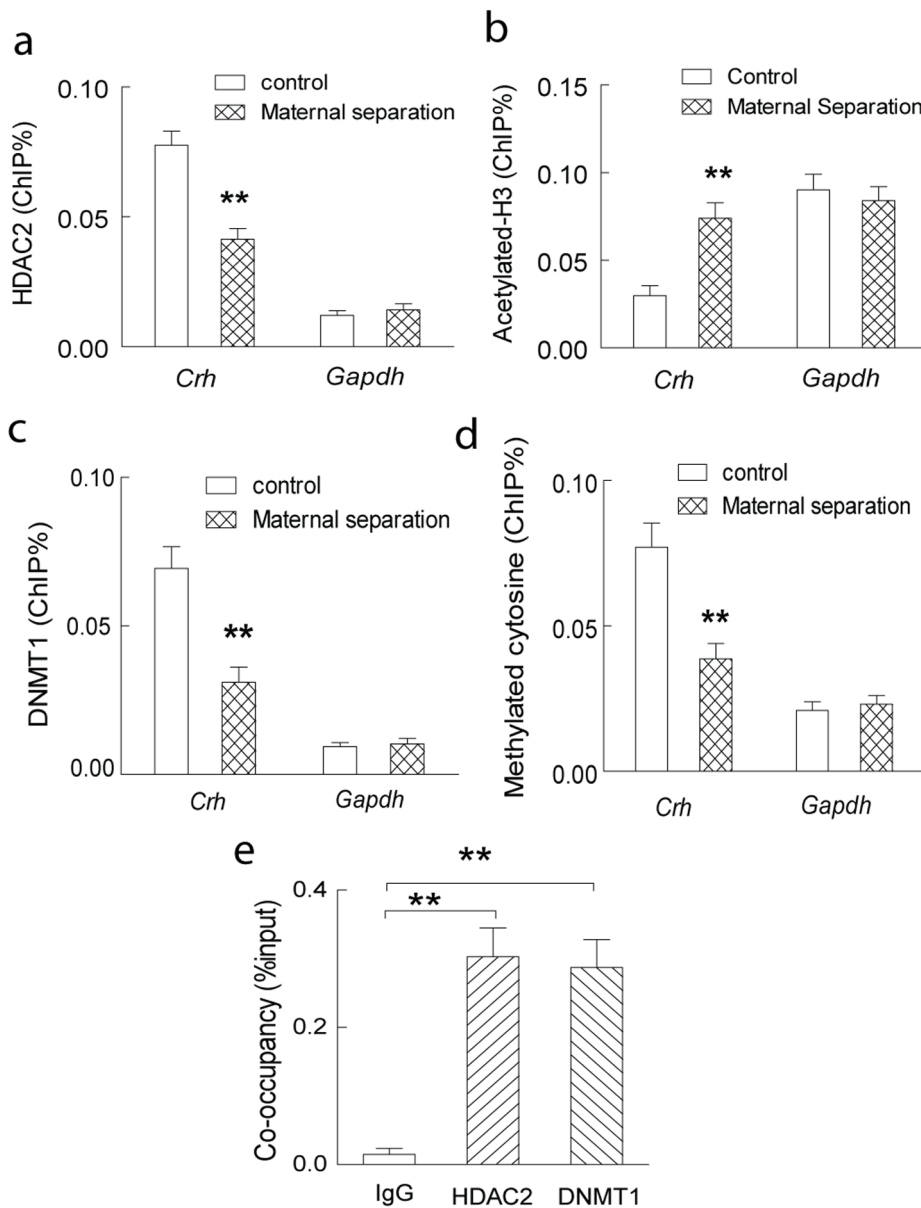 a
HDAC2 (ChIP%)
0.10
0.05
0.00
control
Maternal separation
**
Crh
Gapdh
b
Acetylated-H3 (ChIP%)
0.15
0.10
0.05
0.00
Control
Maternal Separation
**
Crh
Gapdh
c
DNMT1 (ChIP%)
0.10
0.05
0.00
control
Maternal separation
**
Crh
Gapdh
d
Methylated cytosine (ChIP%)
0.10
0.05
0.00
control
Maternal separation
**
Crh
Gapdh
e
Co-occupancy (%input)
0.4
0.2
0.0
**
**
IgG
HDAC2
DNMT1